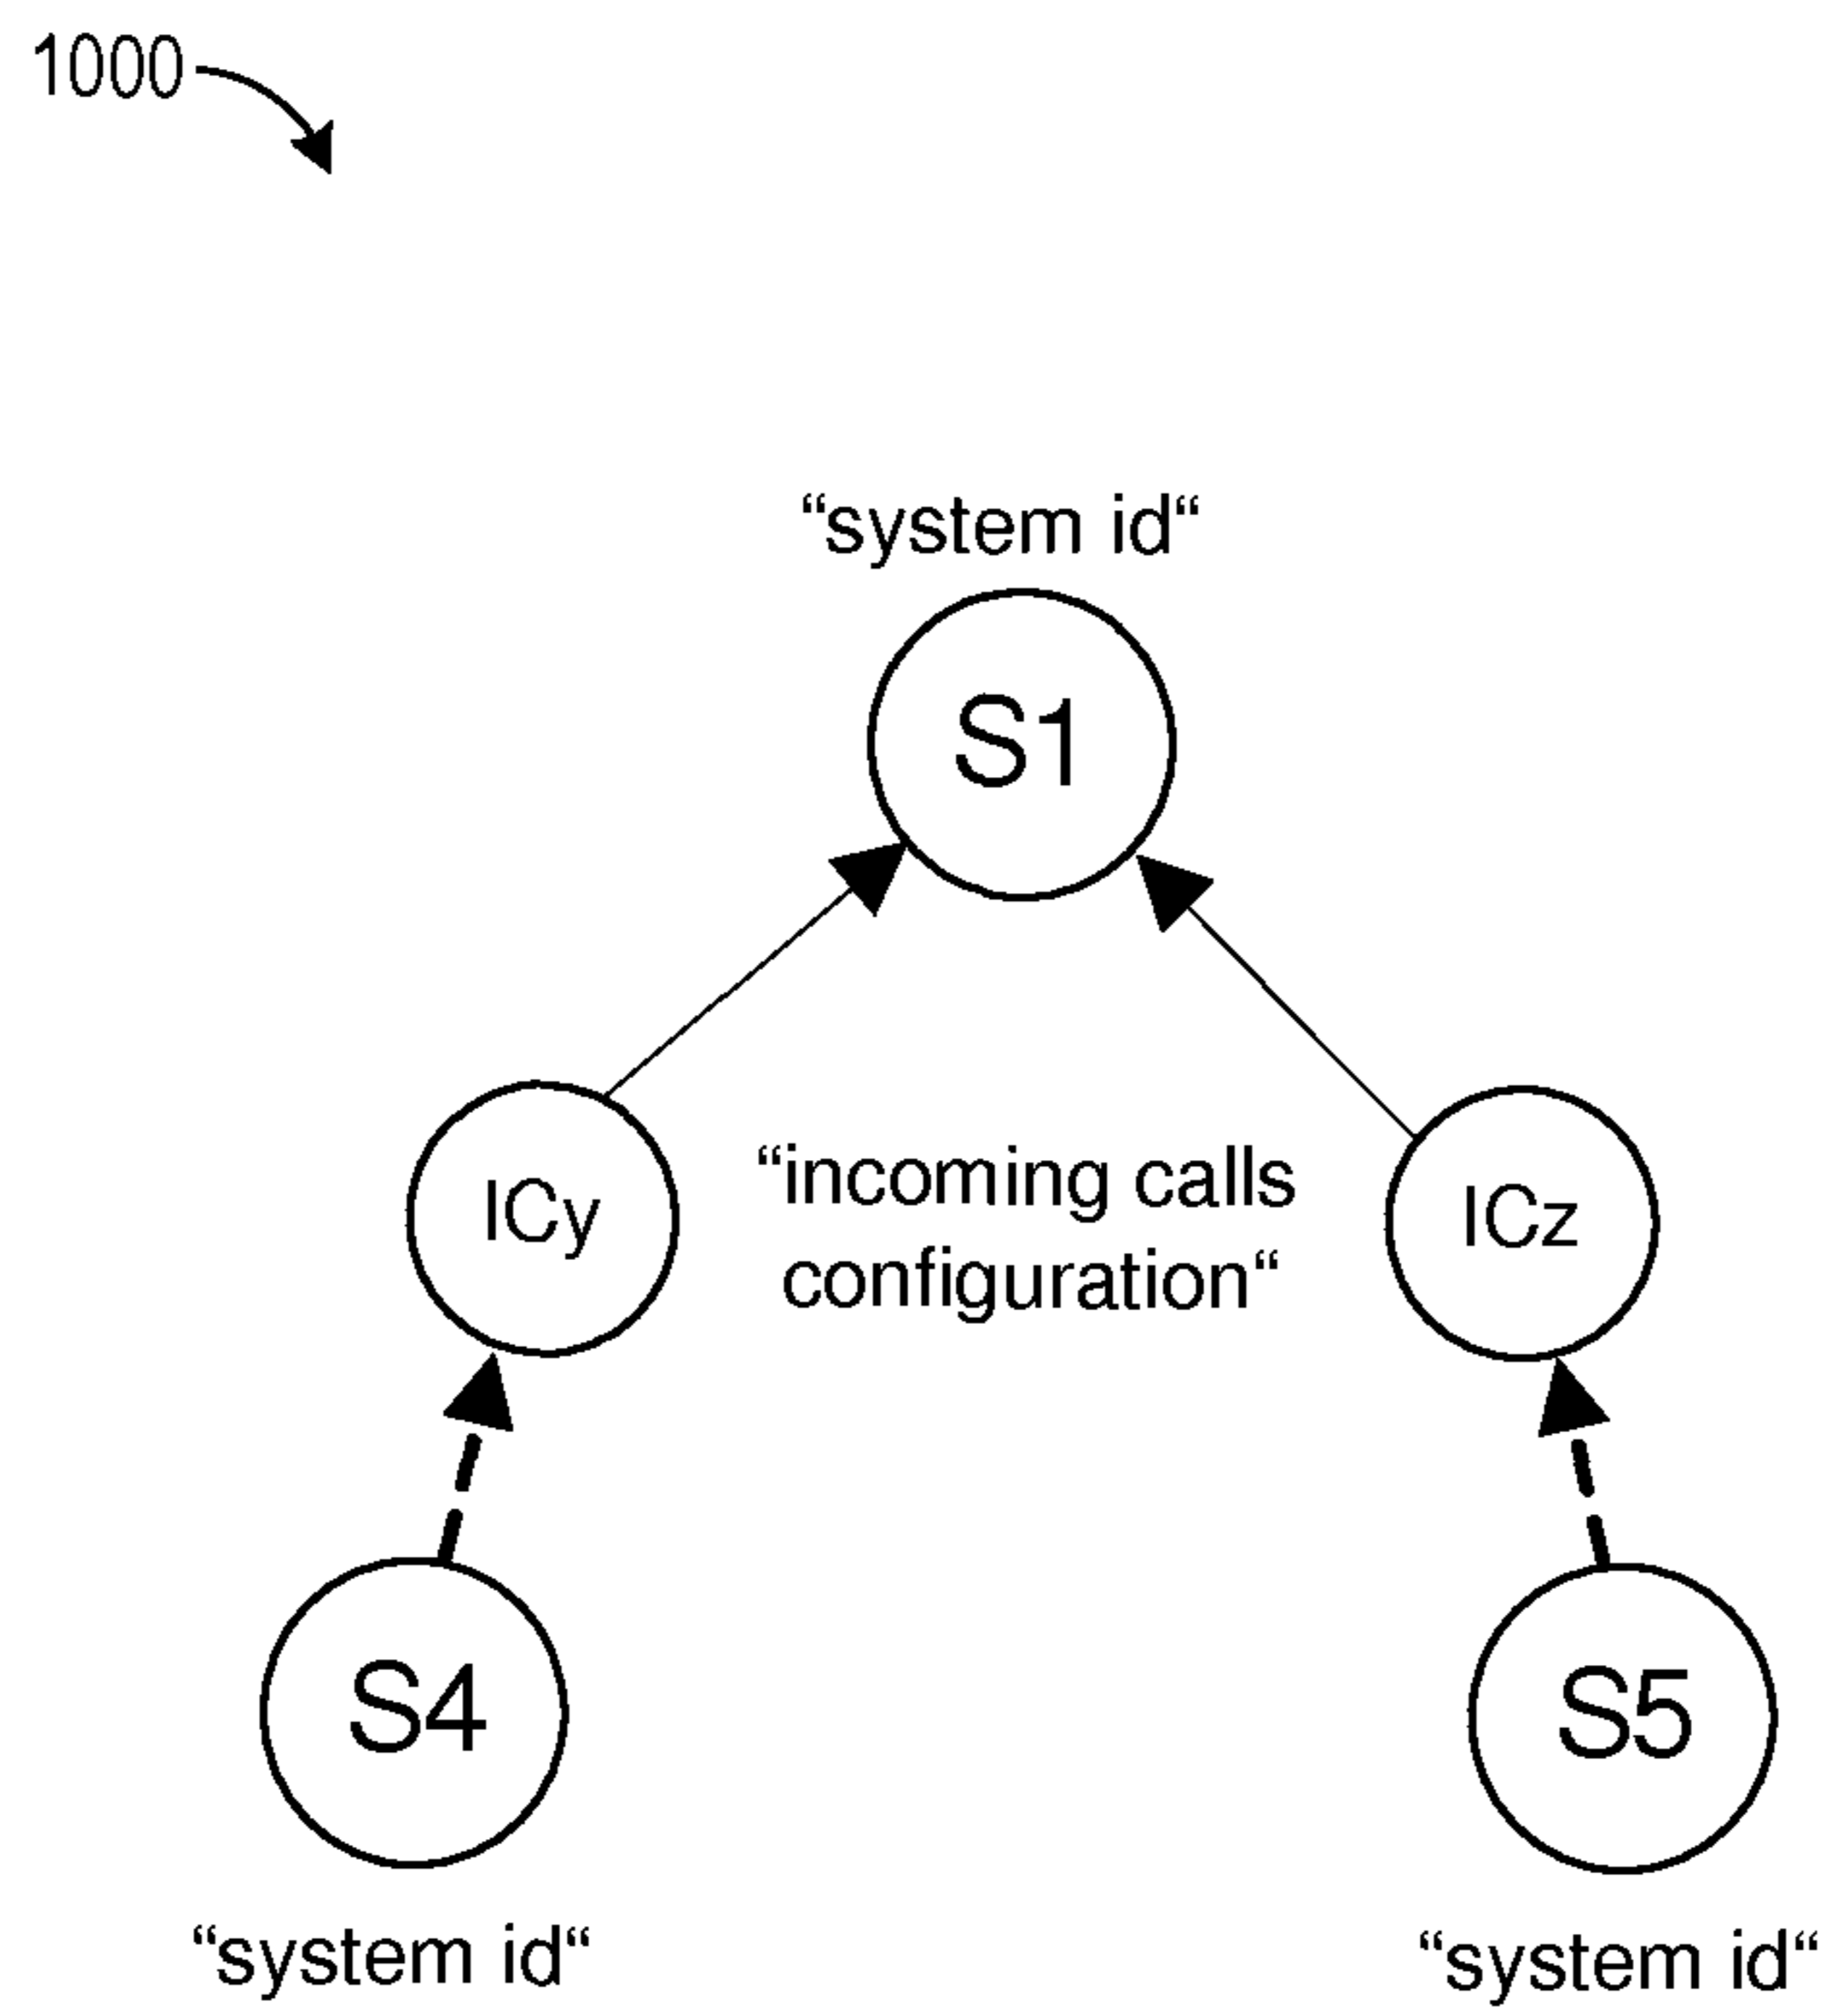 1000
“system id“
S1
ICy
“incoming calls
configuration“
ICz
S4
S5
“system id“
“system id“